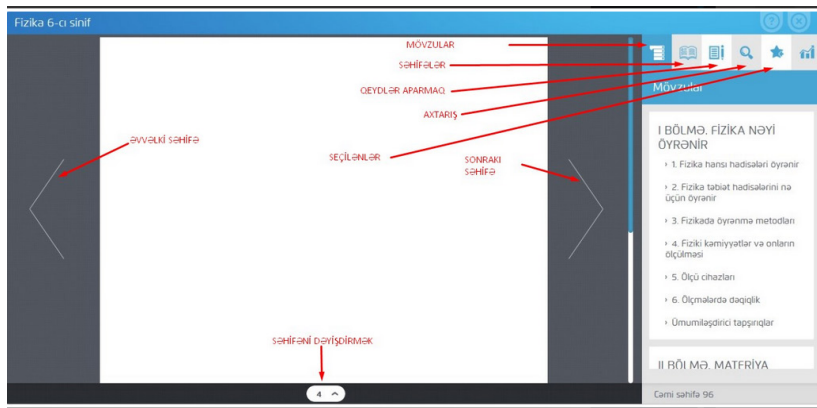 Fizika 6-cı sinif
MÖVZULAR
SƏHİFƏLƏR
QEYDLƏR APARMAQ
AXTARIŞ
SEÇİLƏNLƏR
ƏVVƏLKİ SƏHİFƏ
SONRAKI
SƏHİFƏ
SƏHİFƏNİ DƏYİŞDİRMƏK
4
Mövzular
I BÖLMƏ. FİZİKA NƏYİ
ÖYRƏNİR
1. Fizika hansı hadisələri öyrənir
2. Fizika təbiət hadisələrini nə
üçün öyrənir
3. Fizikada öyrənmə metodları
4. Fiziki kəmiyyətlər və onların
ölçülməsi
5. Ölçü cihazları
6. Ölçmələrdə dəqiqlik
Ümumiləşdirici tapşırıqlar
II BÖLMƏ. MATERİYA
Cəmi səhifə 96